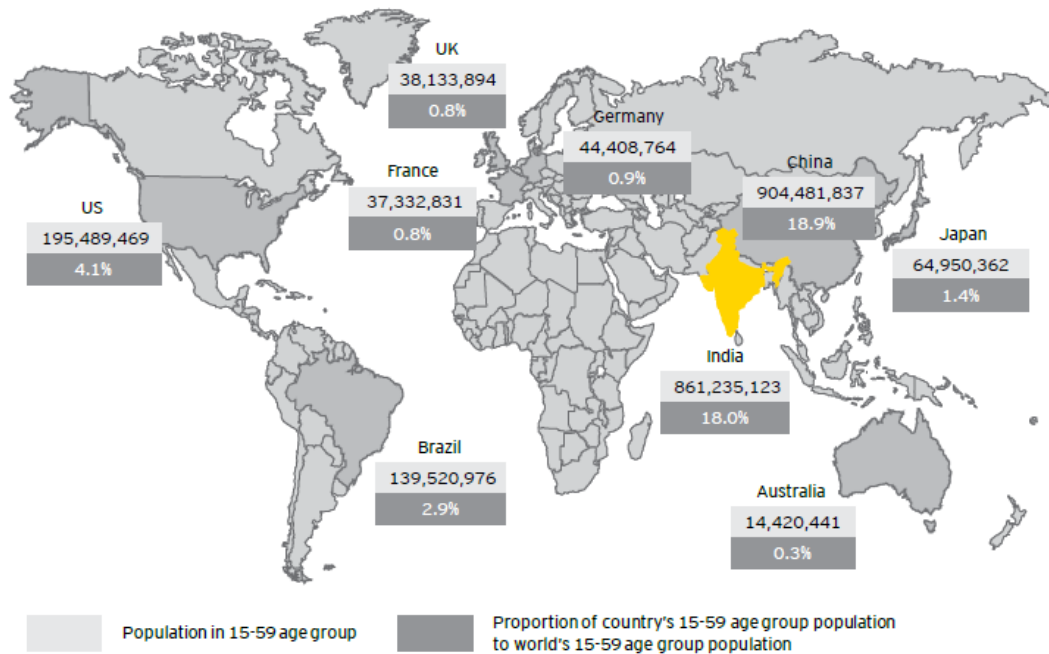 UK
38,133,894
0.8%
Germany
44,408,764
0.9%
China
904,481,837
18.9%
France
37,332,831
0.8%
US
195,489,469
4.1%
Japan
64,950,362
1.4%
India
861,235,123
18.0%
Brazil
139,520,976
2.9%
Australia
14,420,441
0.3%
Population in 15-59 age group
Proportion of country's 15-59 age group population
to world's 15-59 age group population